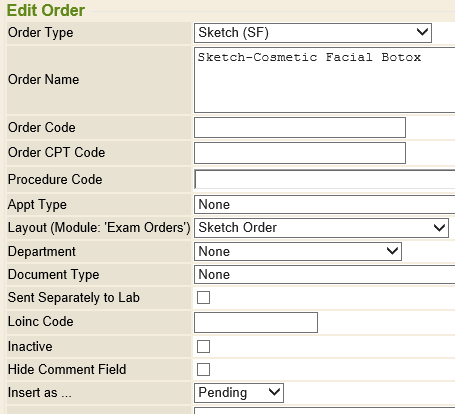 Edit Order
Order Type Sketch (SF)
Order Name Sketch-Cosmetic Facial Botox
Order Code
Order CPT Code
Procedure Code
Appt Type None
Layout (Module: 'Exam Orders') Sketch Order
Department None
Document Type None
Sent Separately to Lab
Loinc Code
Inactive
Hide Comment Field
Insert as ... Pending